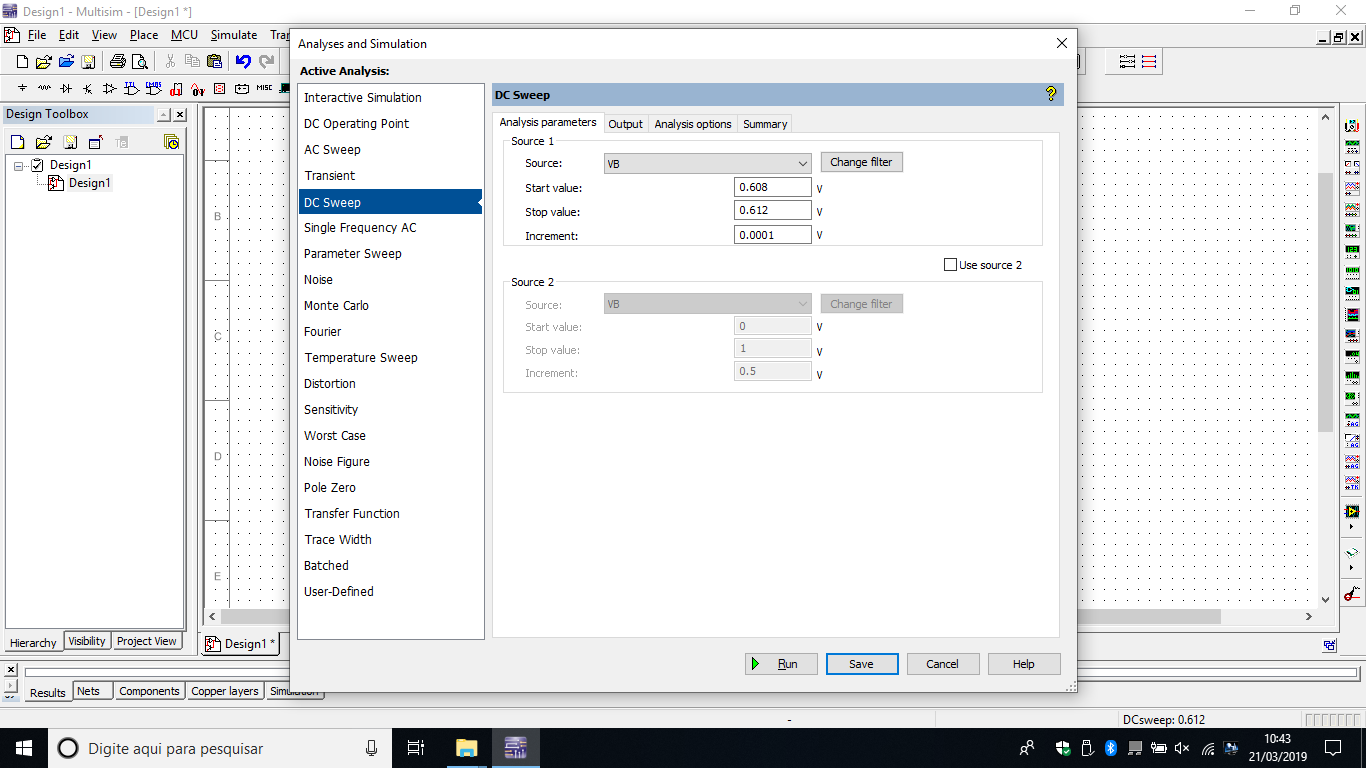 Design1 - Multisim - [Design1 *]
File Edit View Place MCU Simulate
Analyses and Simulation
Active Analysis:
Interactive Simulation
DC Operating Point
AC Sweep
Transient
DC Sweep
Single Frequency AC
Parameter Sweep
Noise
Monte Carlo
Fourier
Temperature Sweep
Distortion
Sensitivity
Worst Case
Noise Figure
Pole Zero
Transfer Function
Trace Width
Batched
User-Defined
DC Sweep
Analysis parameters Output Analysis options Summary
Source 1
Source: VB Change filter
Start value: 0.608 V
Stop value: 0.612 V
Increment: 0.0001 V
Use source 2
Source 2
Source: VB Change filter
Start value: 0 V
Stop value: 1 V
Increment: 0.5 V
Run Save Cancel Help
Design Toolbox
Design1
Design1
Hierarchy Visibility Project View
B
C
D
E
Design1 *
MISC
Results Nets Components Copper layers Simulation
-
DCsweep: 0.612
Digite aqui para pesquisar
10:43
21/03/2019